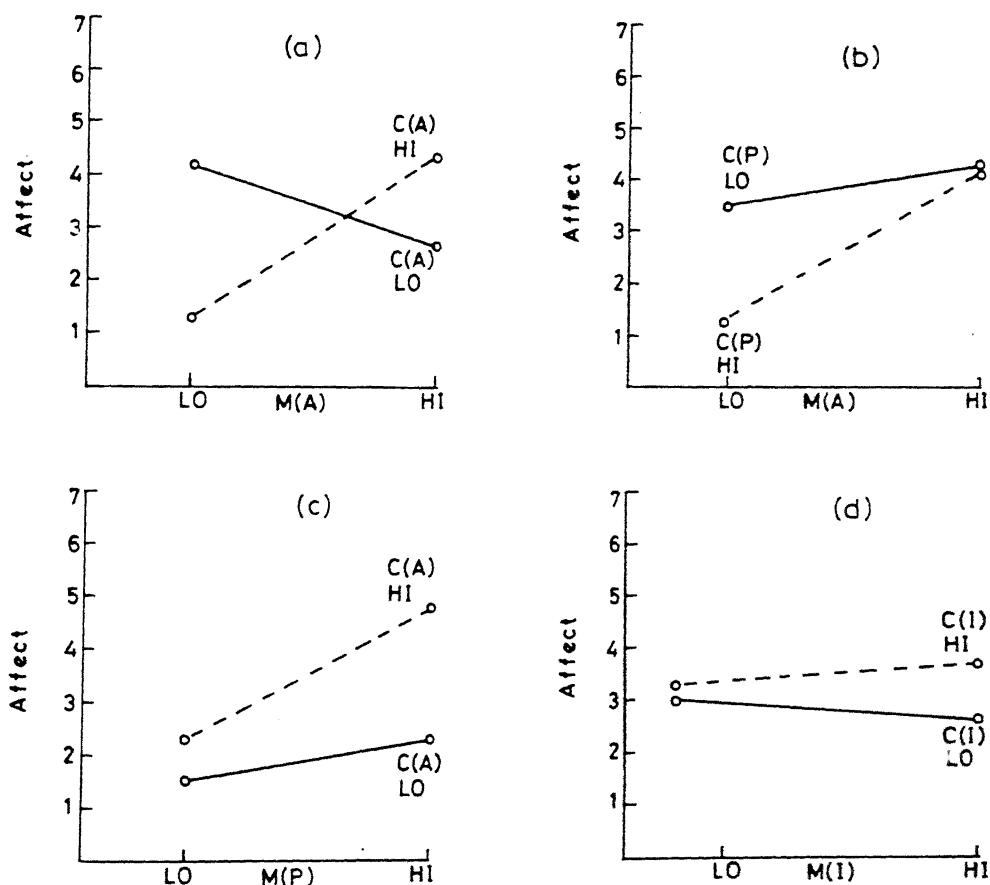 (a)
7
6
5
4
3
2
1
Affect
C(A)
HI
C(A)
LO
LO M(A) HI
(b)
7
6
5
4
3
2
1
Affect
C(P)
LO
C(P)
HI
LO M(A) HI
(c)
7
6
5
4
3
2
1
Affect
C(A)
HI
C(A)
LO
LO M(P) HI
(d)
7
6
5
4
3
2
1
Affect
C(I)
HI
C(I)
LO
LO M(I) HI